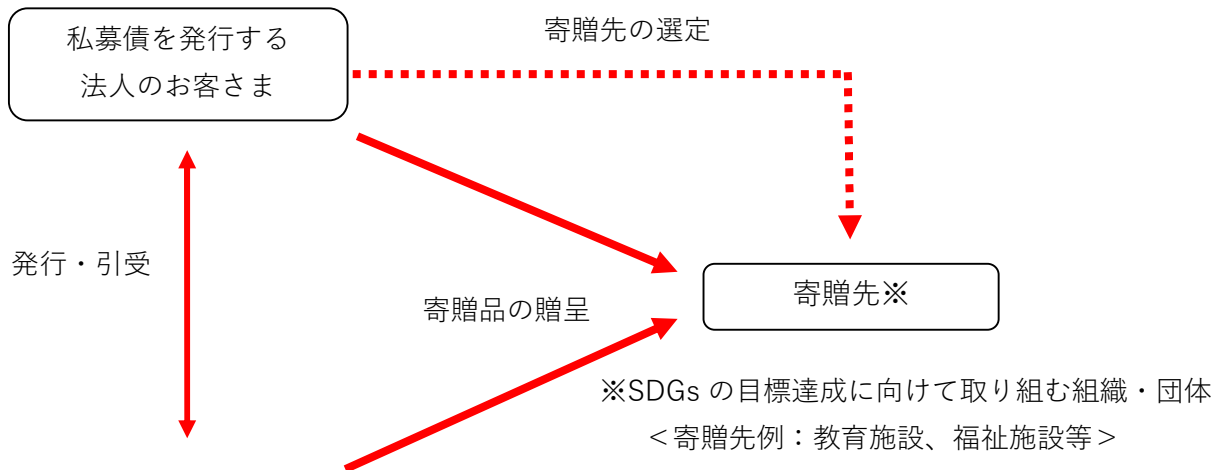 私募債を発行する
法人のお客さま
寄贈先の選定
発行・引受
寄贈品の贈呈
寄贈先※
※SDGs の目標達成に向けて取り組む組織・団体
＜寄贈先例：教育施設、福祉施設等＞